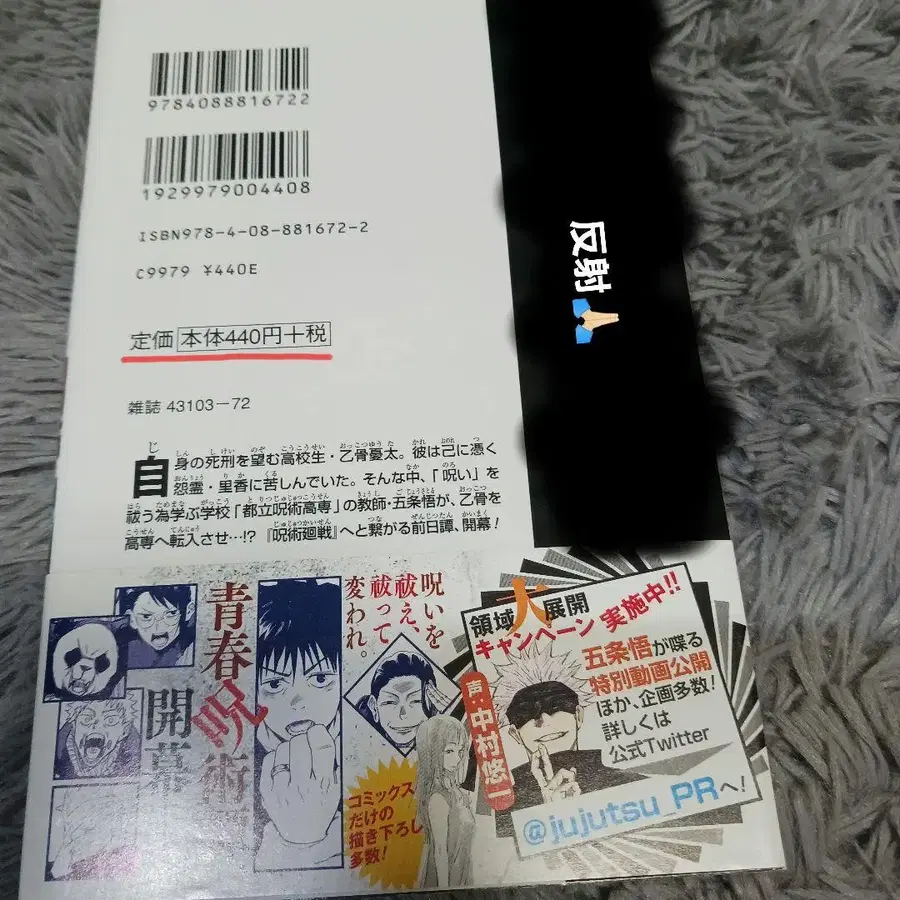 9784088816722
1929979004408
ISBN978-4-08-881672-2
C9979 ¥440E
定価 本体440円+税
雑誌 43103-72
自身の死刑を望む高校生・乙骨憂太。彼は己に憑く
怨霊・里香に苦しんでいた。そんな中、「呪い」を
祓う為学ぶ学校「都立呪術高専」の教師・五条悟が、乙骨を
高専へ転入させ…!? 『呪術廻戦』へと繋がる前日譚、開幕!
反射🙏🏻
呪いを
祓え、
祓って
変われ。
青春呪術
開幕
コミックス
だけの
描き下ろし
多数!
領域大展開
キャンペーン 実施中!!
五条悟が喋る
特別動画公開
ほか、企画多数!
詳しくは
公式Twitter
@jujutsu_PRへ!
声:中村悠一